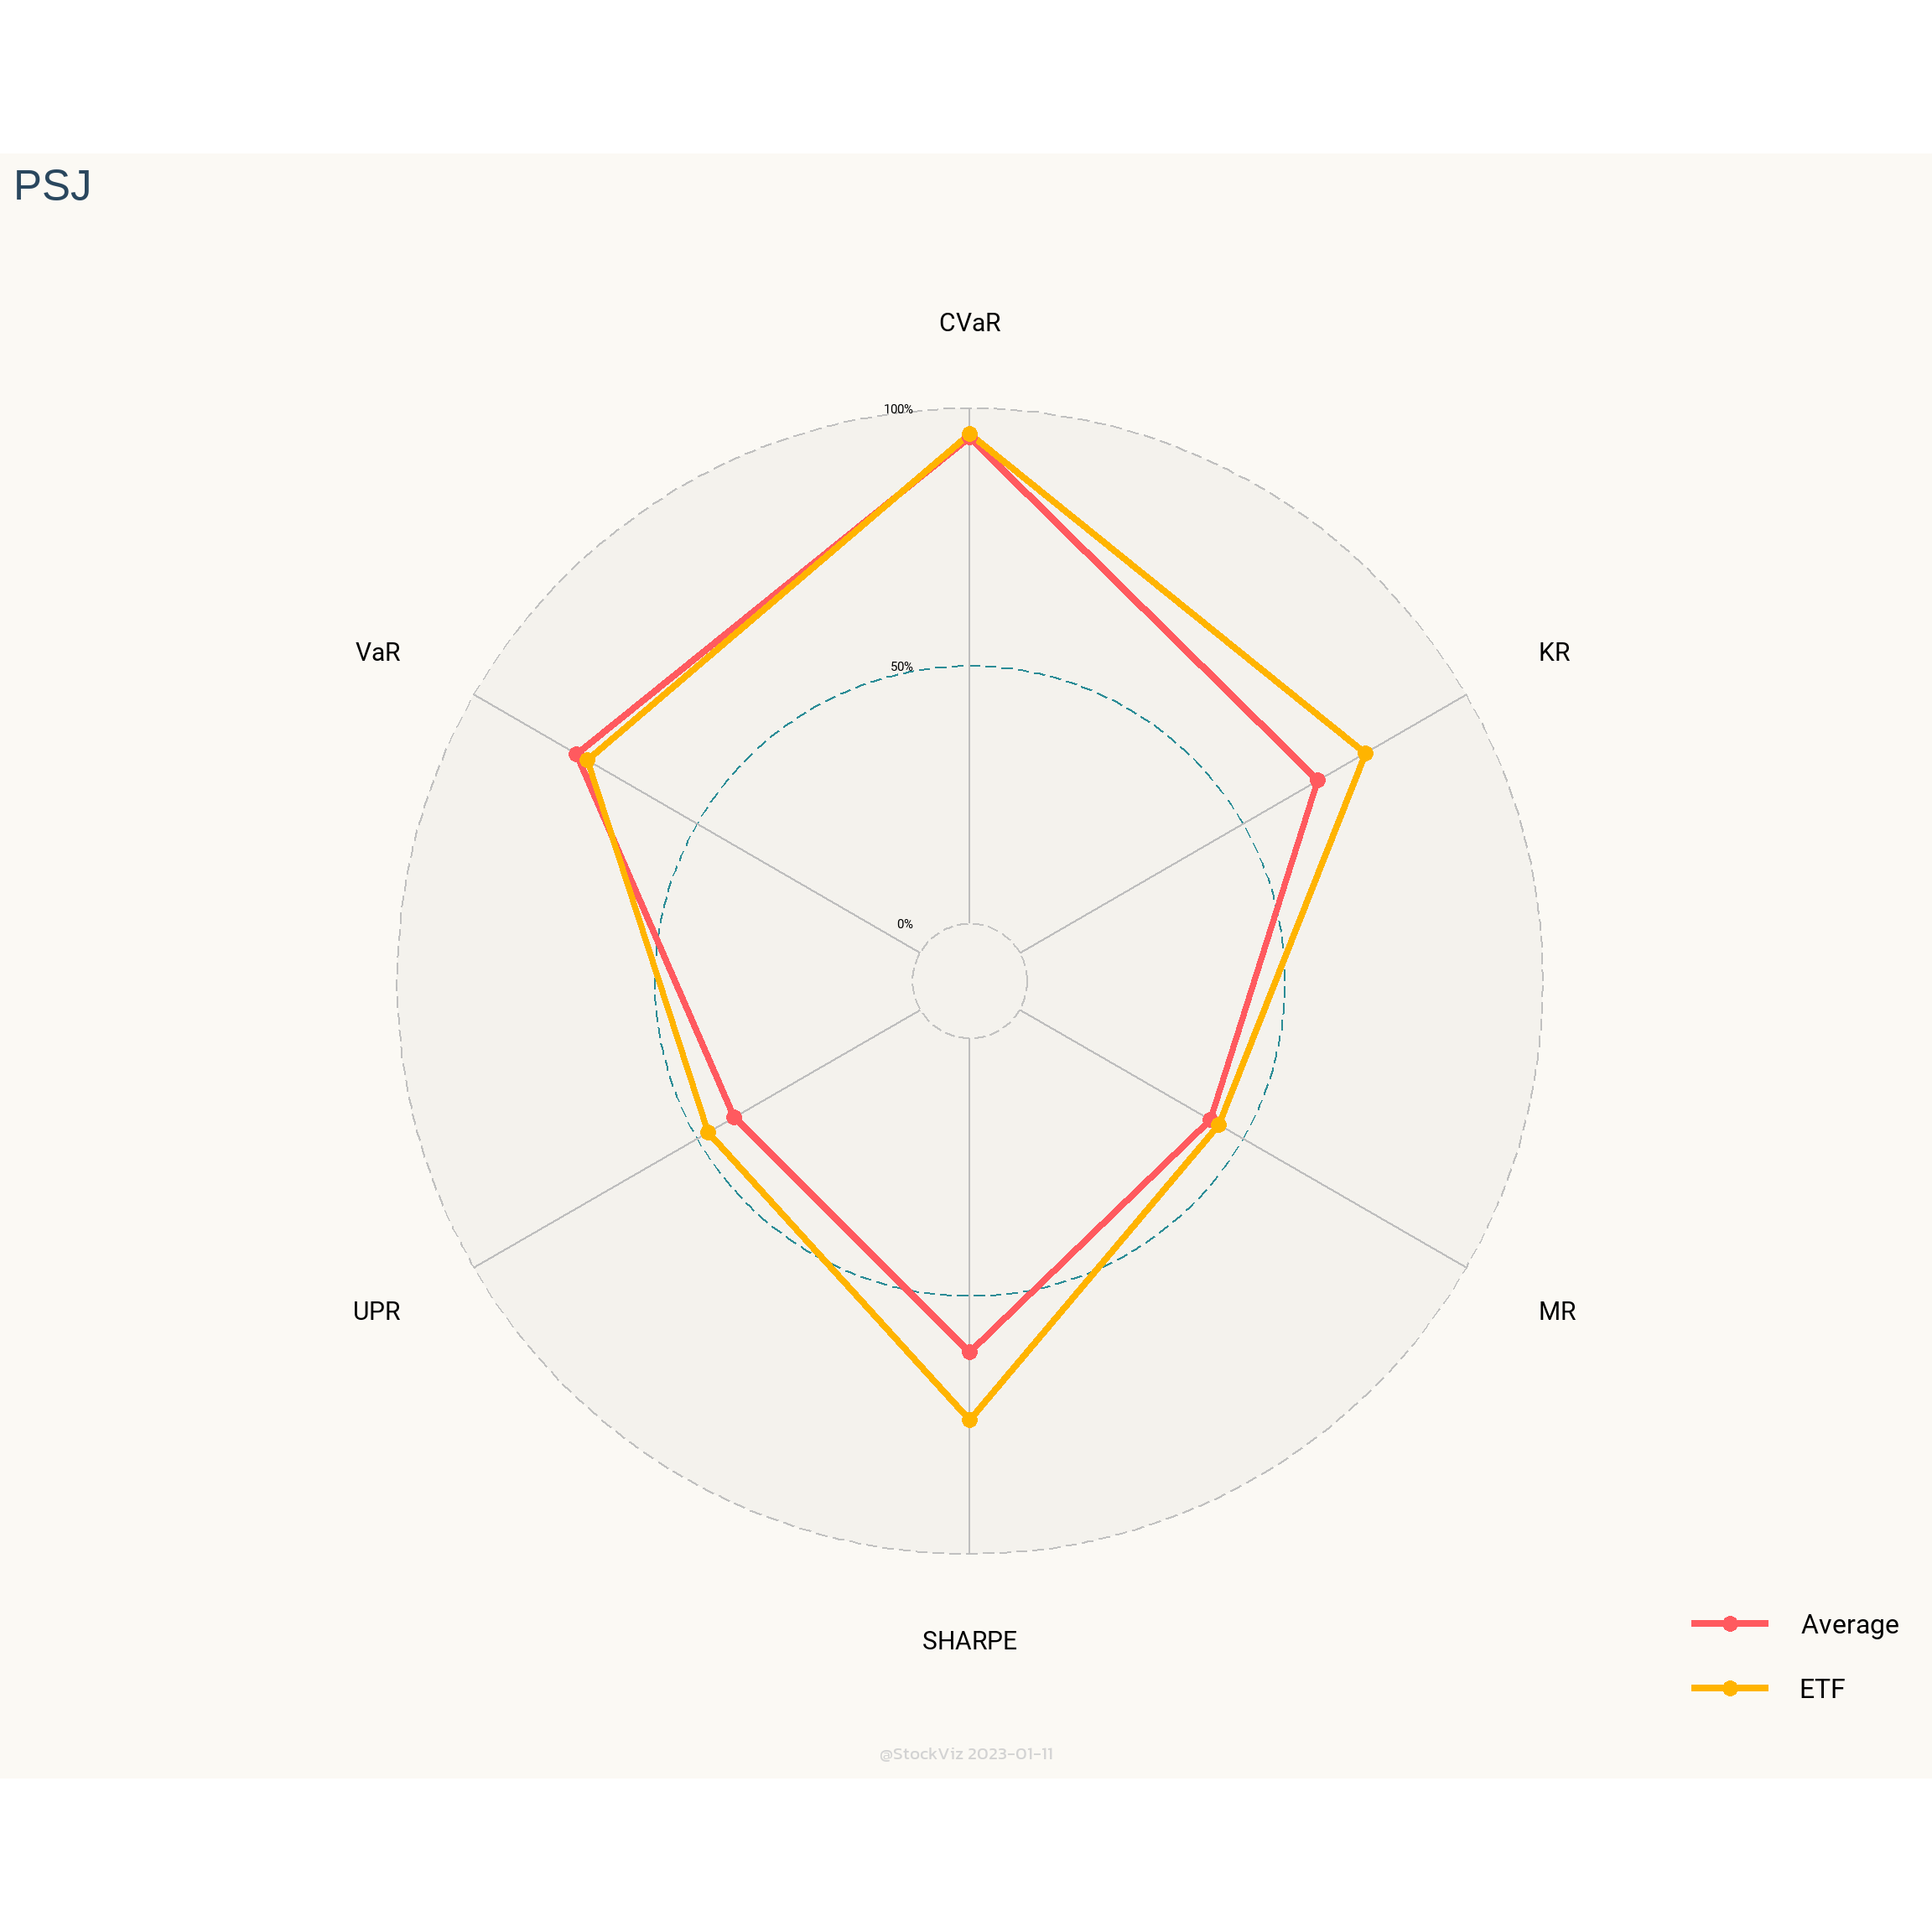 PSJ
CVaR
100%
VaR
KR
50%
0%
UPR
MR
SHARPE
Average
ETF
@StockViz 2023-01-11